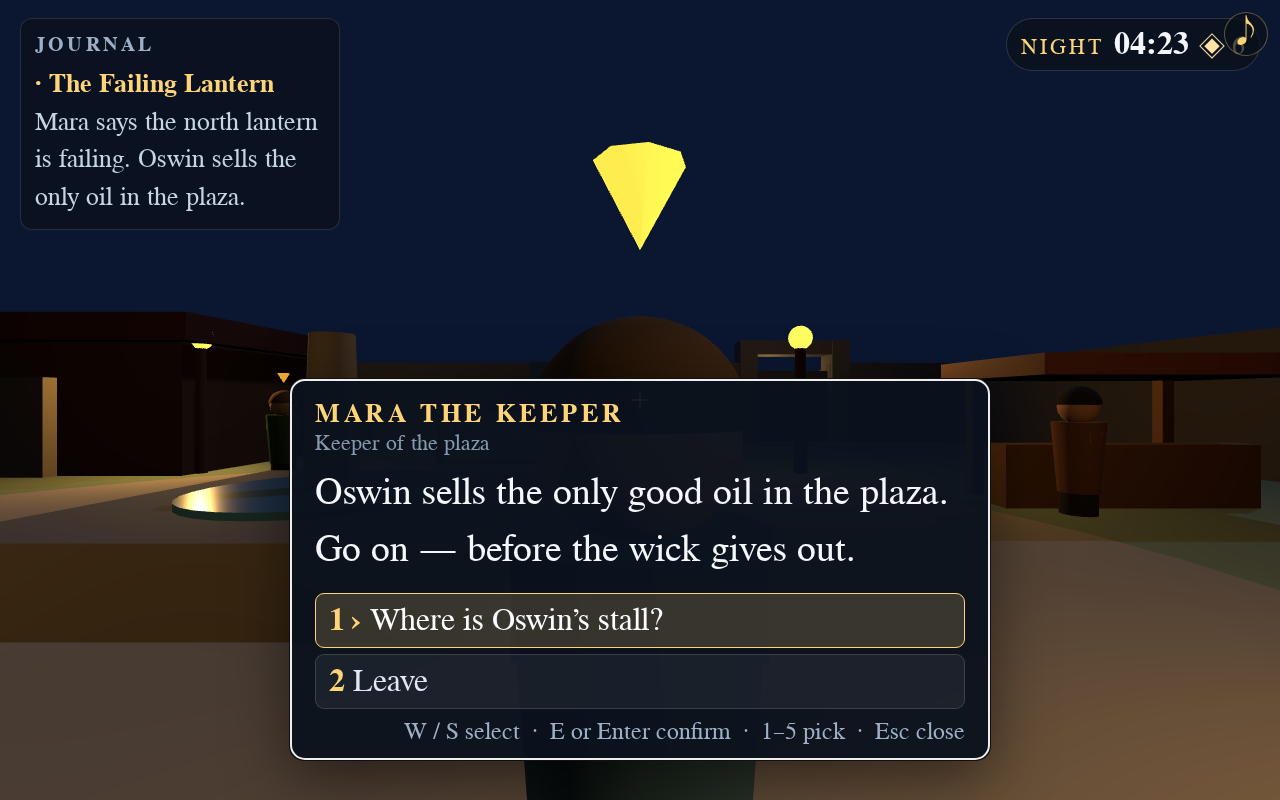 JOURNAL
· The Failing Lantern
Mara says the north lantern
is failing. Oswin sells the
only oil in the plaza.
NIGHT 04:23
MARA THE KEEPER
Keeper of the plaza
Oswin sells the only good oil in the plaza.
Go on — before the wick gives out.
1 › Where is Oswin’s stall?
2 Leave
W / S select · E or Enter confirm · 1–5 pick · Esc close